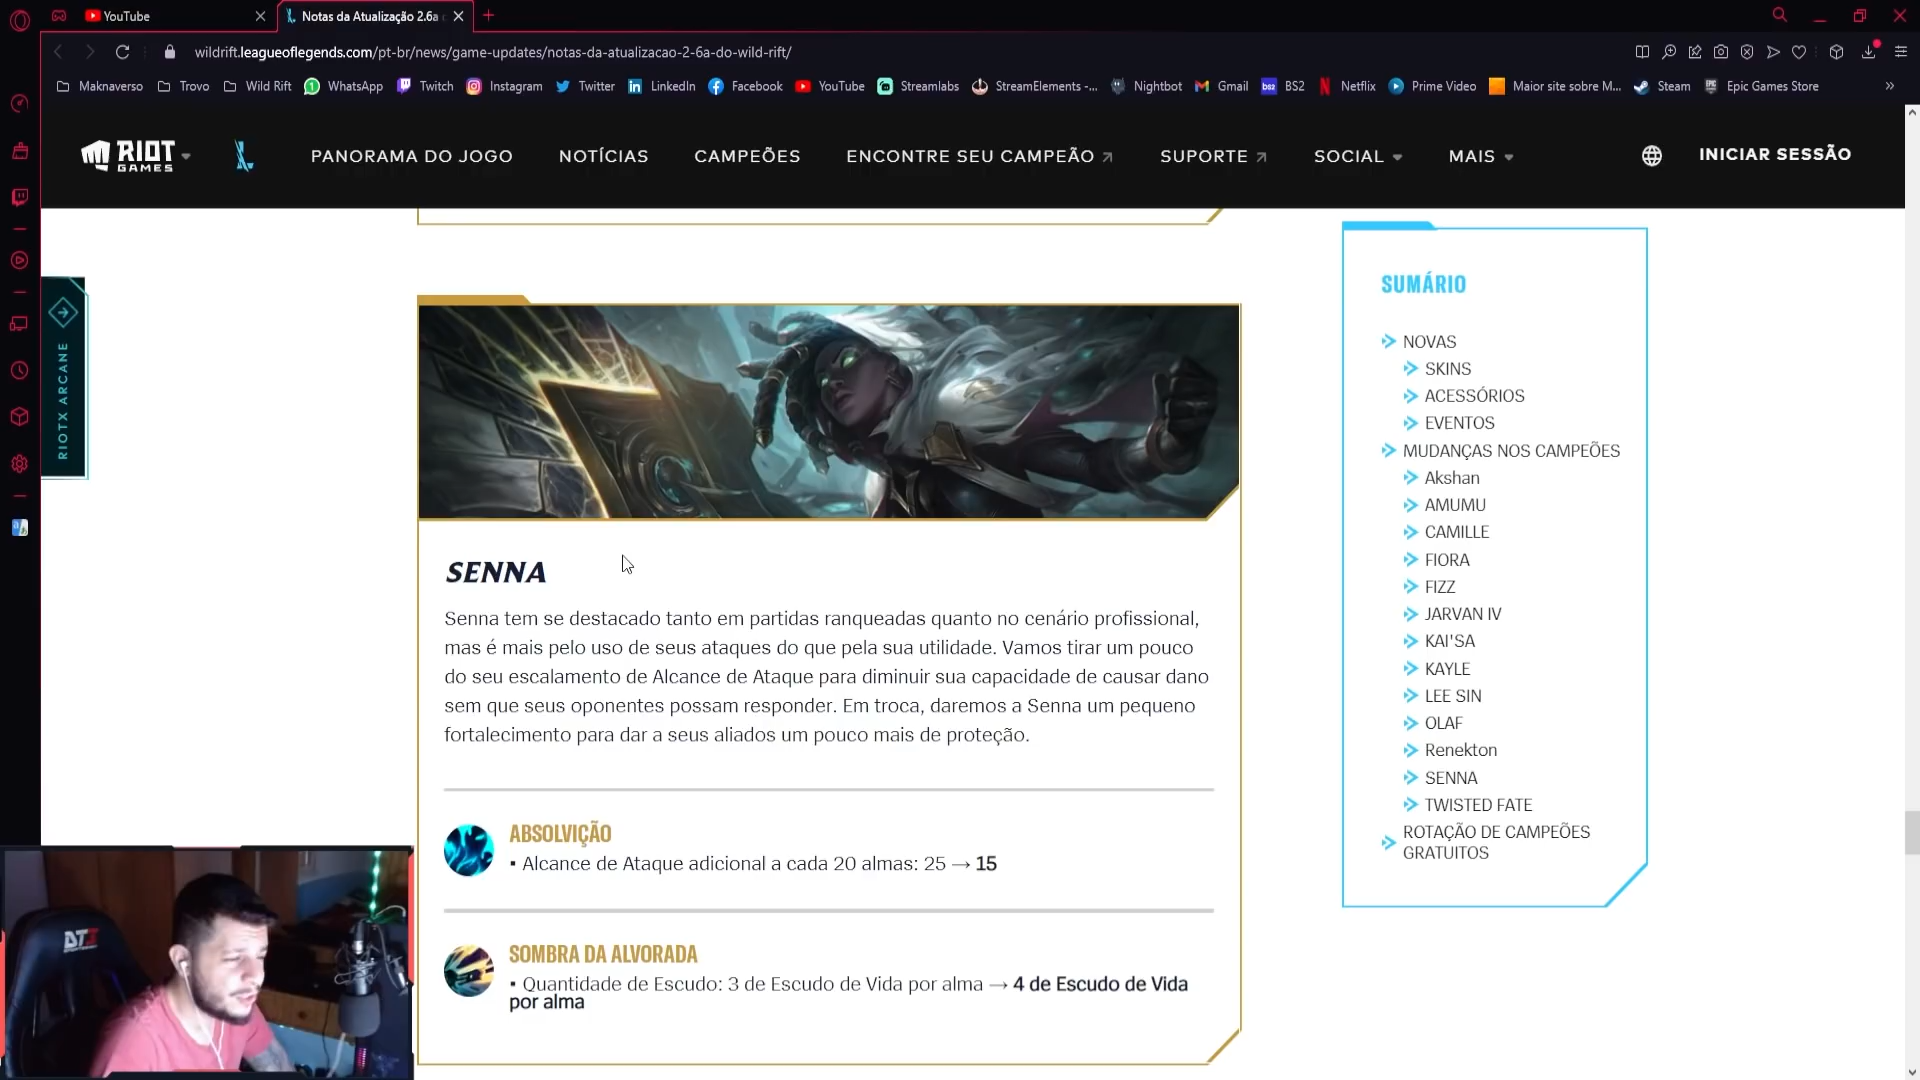 YouTube
Notas da Atualização 2.6a
wildrift.leagueoflegends.com/pt-br/news/game-updates/notas-da-atualizacao-2-6a-do-wild-rift/
Maknaverso Trovo Wild Rift WhatsApp Twitch Instagram Twitter LinkedIn Facebook YouTube Streamlabs StreamElements -... Nightbot Gmail BS2 Netflix Prime Video Maior site sobre M... Steam Epic Games Store
RIOT GAMES PANORAMA DO JOGO NOTÍCIAS CAMPEÕES ENCONTRE SEU CAMPEÃO SUPORTE SOCIAL MAIS INICIAR SESSÃO
RIOTX ARCANE
SENNA
Senna tem se destacado tanto em partidas ranqueadas quanto no cenário profissional,
mas é mais pelo uso de seus ataques do que pela sua utilidade. Vamos tirar um pouco
do seu escalamento de Alcance de Ataque para diminuir sua capacidade de causar dano
sem que seus oponentes possam responder. Em troca, daremos a Senna um pequeno
fortalecimento para dar a seus aliados um pouco mais de proteção.
ABSOLVIÇÃO
▪ Alcance de Ataque adicional a cada 20 almas: 25 → 15
SOMBRA DA ALVORADA
▪ Quantidade de Escudo: 3 de Escudo de Vida por alma → 4 de Escudo de Vida
por alma
SUMÁRIO
NOVAS
SKINS
ACESSÓRIOS
EVENTOS
MUDANÇAS NOS CAMPEÕES
Akshan
AMUMU
CAMILLE
FIORA
FIZZ
JARVAN IV
KAI'SA
KAYLE
LEE SIN
OLAF
Renekton
SENNA
TWISTED FATE
ROTAÇÃO DE CAMPEÕES
GRATUITOS